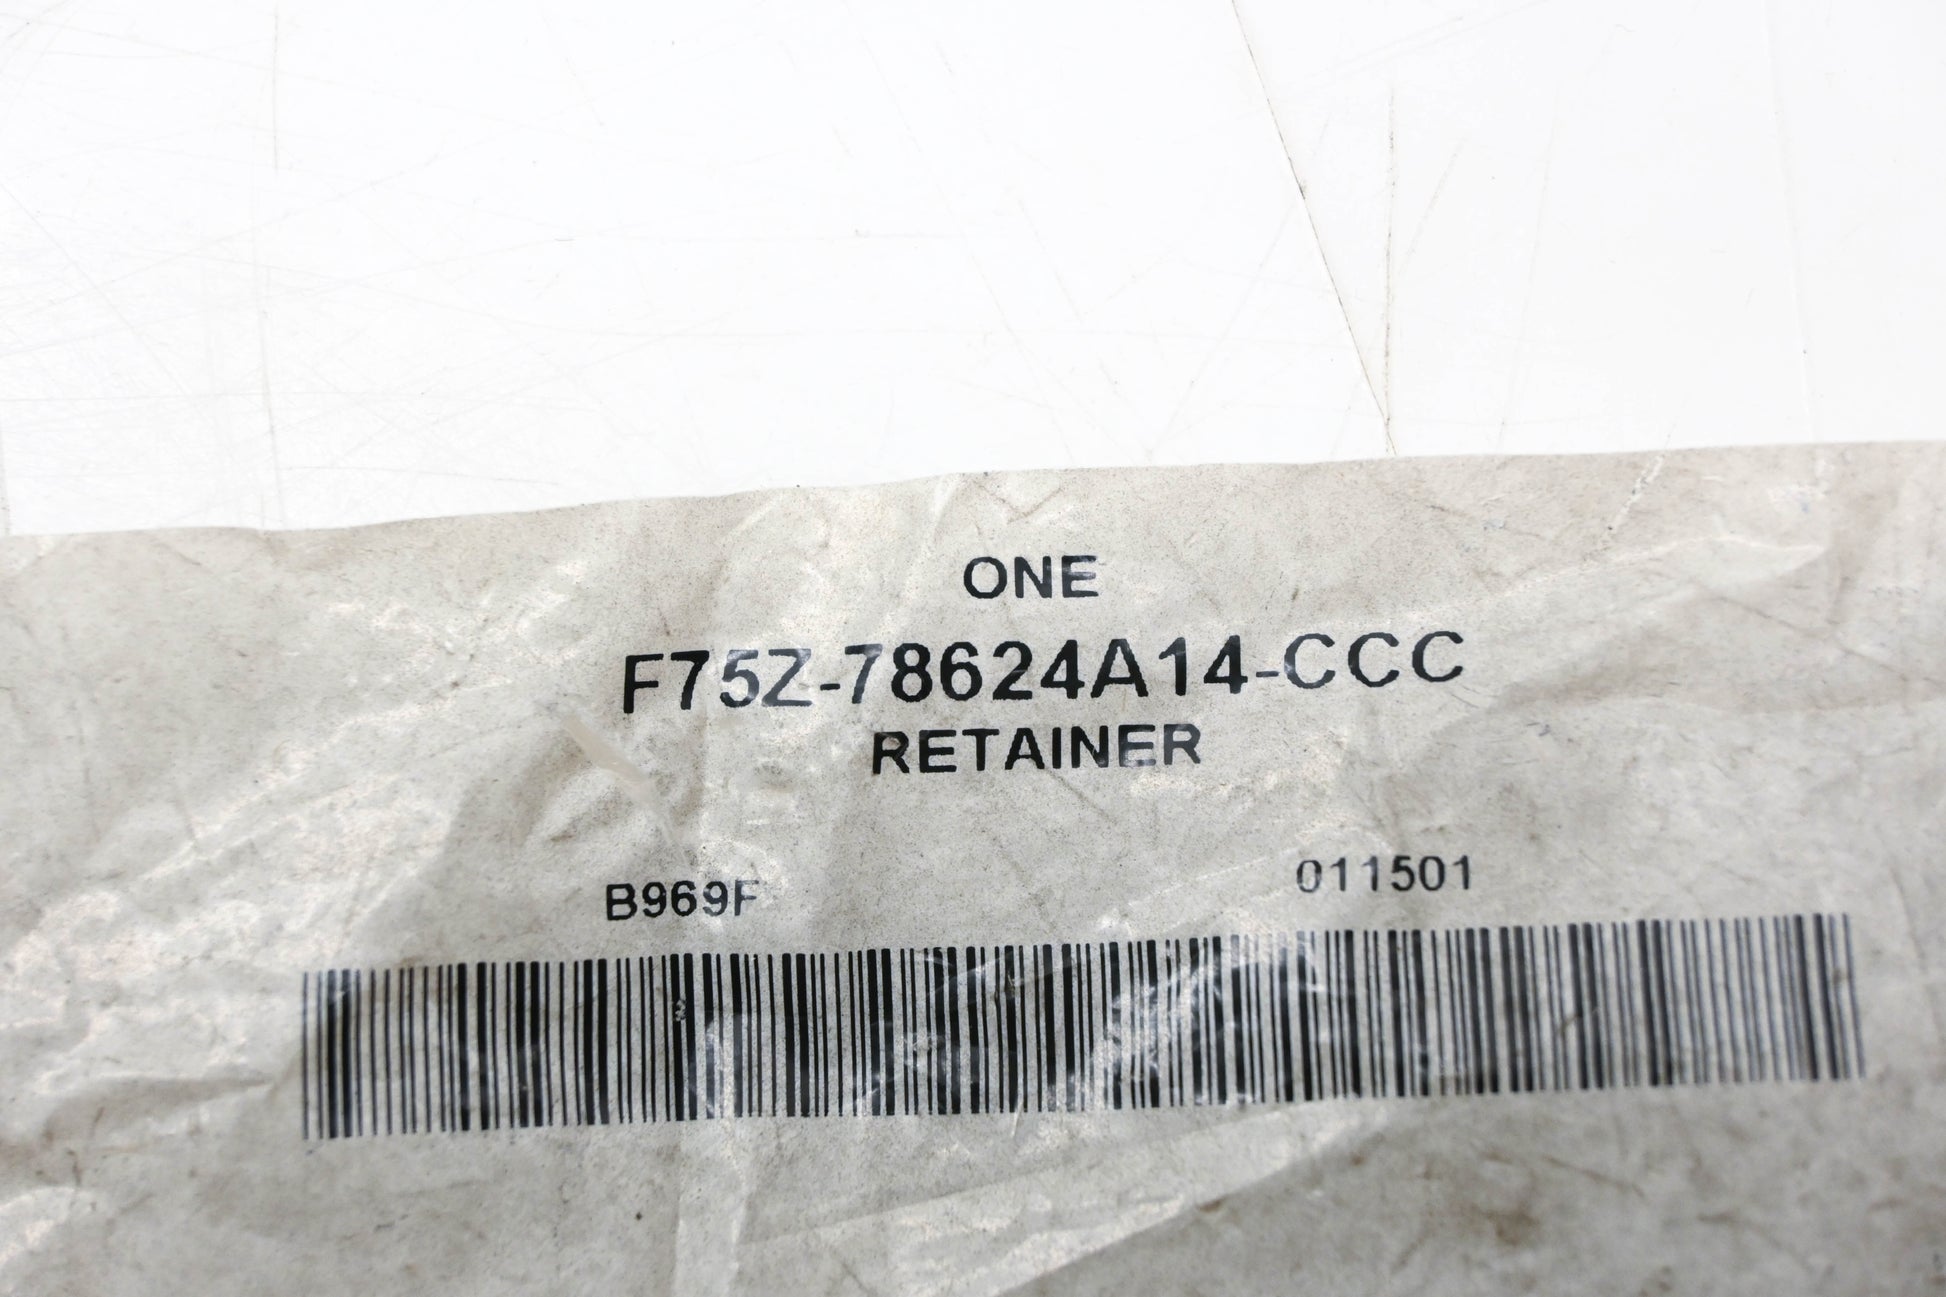 ONE
F75Z-78624A14-CCC
RETAINER
B969F 011501